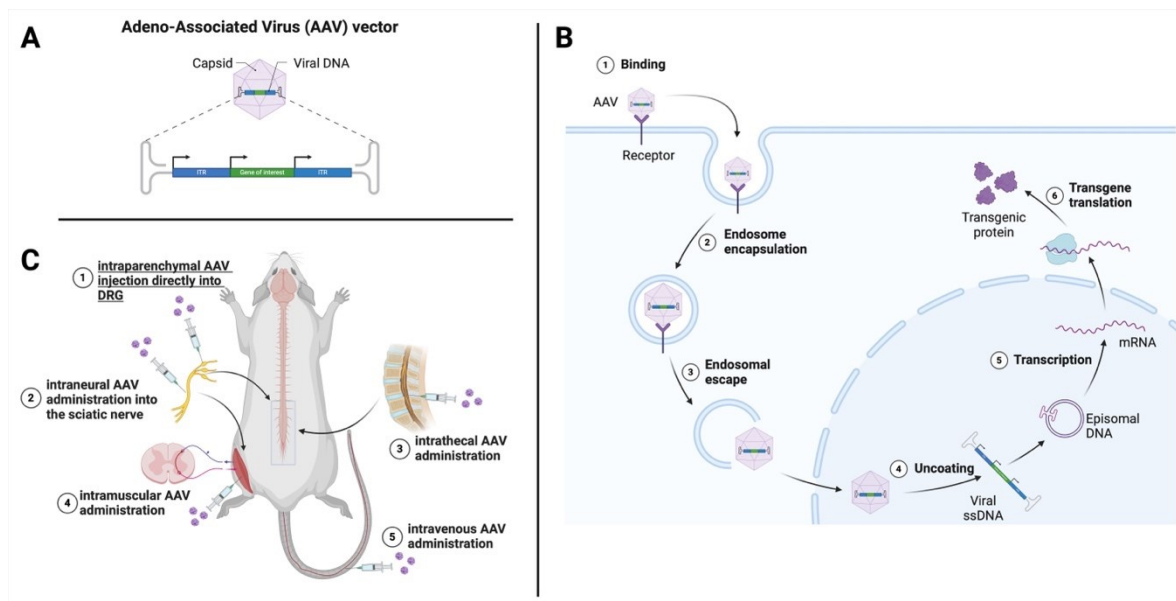 A
Adeno-Associated Virus (AAV) vector
Capsid
Viral DNA
ITR
Gene of interest
ITR
B
1 Binding
AAV
Receptor
2 Endosome
encapsulation
3 Endosomal
escape
4 Uncoating
Viral
ssDNA
Episomal
DNA
5 Transcription
mRNA
6 Transgene
translation
Transgenic
protein
C
1 intraparenchymal AAV
injection directly into
DRG
2 intraneural AAV
administration into
the sciatic nerve
3 intrathecal AAV
administration
4 intramuscular AAV
administration
5 intravenous AAV
administration